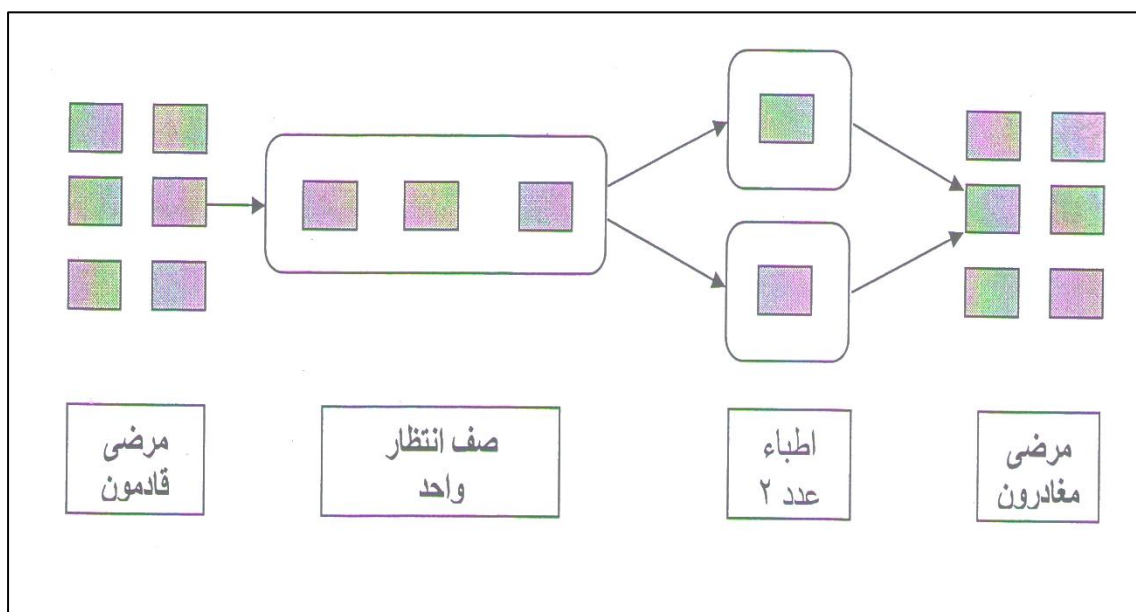 مرضى
قادمون
صف انتظار
واحد
اطباء
عدد ٢
مرضى
مغادرون